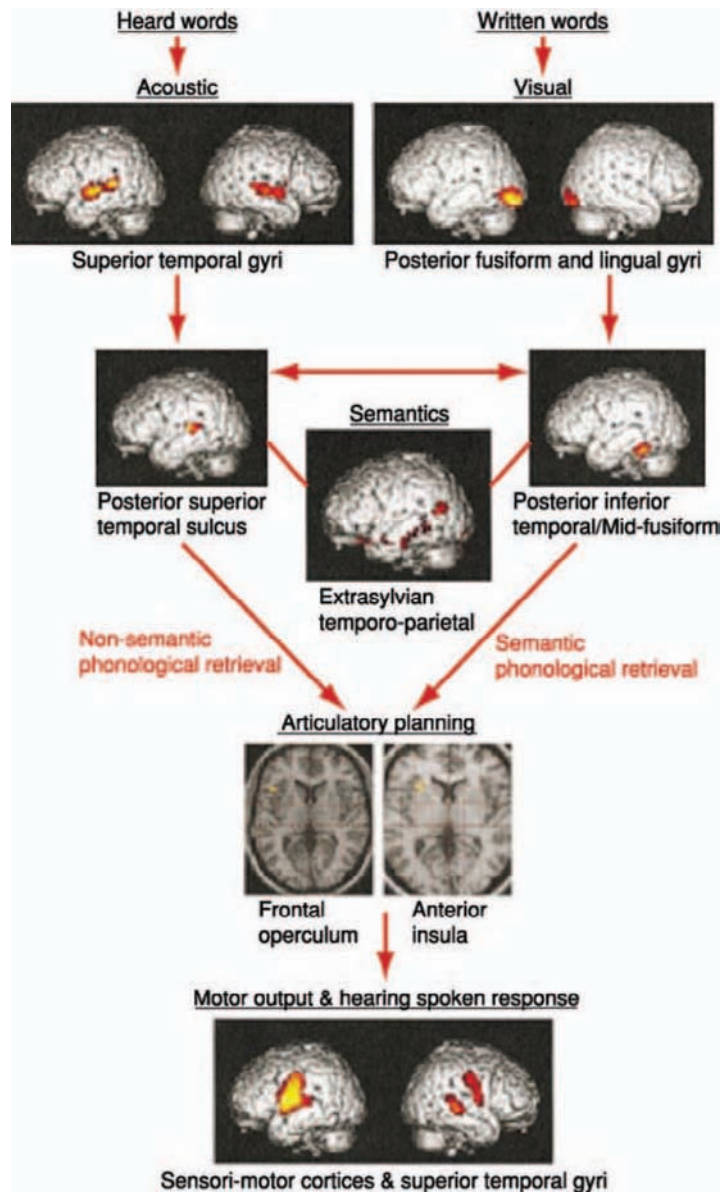 Heard words
Written words
Acoustic
Visual
Superior temporal gyri
Posterior fusiform and lingual gyri
Semantics
Posterior superior
temporal sulcus
Posterior inferior
temporal/Mid-fusiform
Extrasylvian
temporo-parietal
Non-semantic
phonological retrieval
Semantic
phonological retrieval
Articulatory planning
Frontal
operculum
Anterior
insula
Motor output & hearing spoken response
Sensori-motor cortices & superior temporal gyri